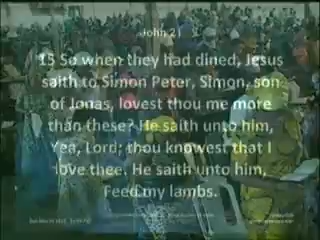 John 21
15 So when they had dined, Jesus
saith to Simon Peter, Simon, son
of Jonas, lovest thou me more
than these? He saith unto him,
Yea, Lord; thou knowest that I
love thee. He saith unto him,
Feed my lambs.